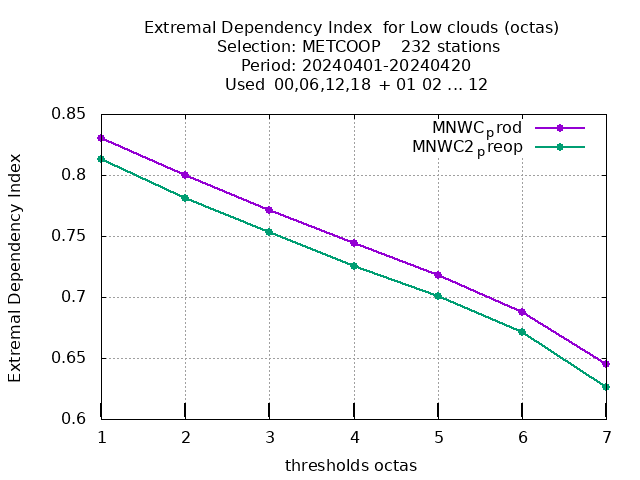 Extremal Dependency Index  for Low clouds (octas)
Selection: METCOOP    232 stations
Period: 20240401-20240420
Used  00,06,12,18 + 01 02 ... 12
MNWCprod
MNWC2preop
0.85
0.8
0.75
0.7
0.65
0.6
Extremal Dependency Index
1 2 3 4 5 6 7
thresholds octas